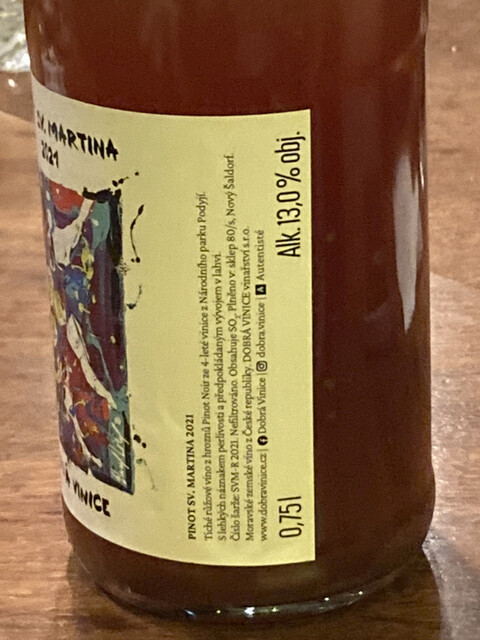 SV. MARTINA
2021
VINICE
PINOT SV. MARTINA 2021
Tiché růžové víno z hroznů Pinot Noir ze 4-leté vinice z Národního parku Podyjí.
S lehkých náznakem perlivosti a předpokládaným vývojem v lahvi.
Číslo šarže: SVM-R 2021. Nefiltrováno. Obsahuje SO2. Plněno v: sklep 80/s, Nový Šaldorf.
Moravské zemské víno z České republiky. DOBRÁ VINICE vinařství s.r.o.
www.dobravinice.cz | Dobrá Vinice | dobra.vinice | A Autentisté
0,75 l Alk. 13,0 % obj.